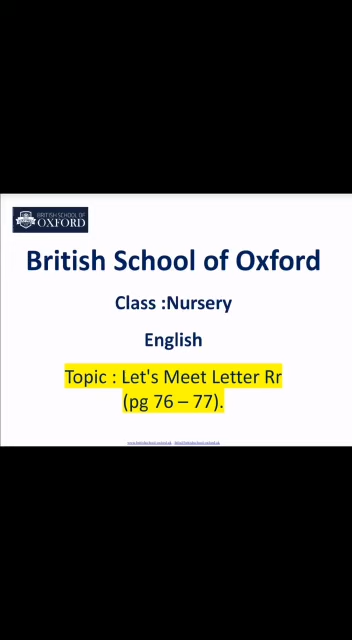 BRITISH SCHOOL OF
OXFORD
British School of Oxford
Class :Nursery
English
Topic : Let's Meet Letter Rr
(pg 76 – 77).